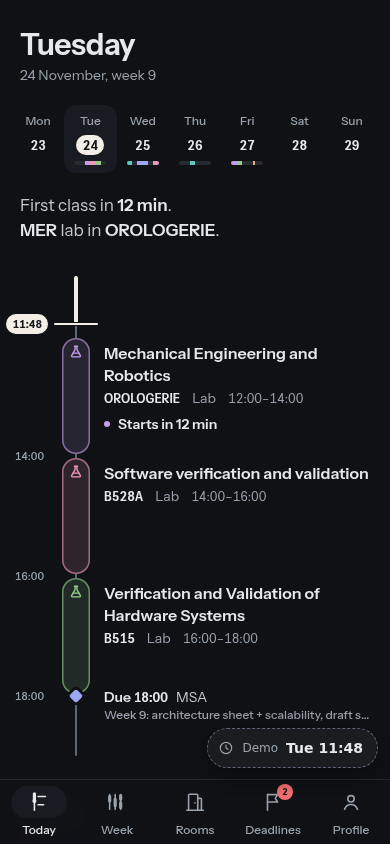 Tuesday
24 November, week 9
Mon Tue Wed Thu Fri Sat Sun
23 24 25 26 27 28 29
First class in 12 min.
MER lab in OROLOGERIE.
11:48
Mechanical Engineering and
Robotics
OROLOGERIE Lab 12:00–14:00
Starts in 12 min
14:00
Software verification and validation
B528A Lab 14:00–16:00
16:00
Verification and Validation of
Hardware Systems
B515 Lab 16:00–18:00
18:00 Due 18:00 MSA
Week 9: architecture sheet + scalability, draft s...
Demo Tue 11:48
2
Today Week Rooms Deadlines Profile